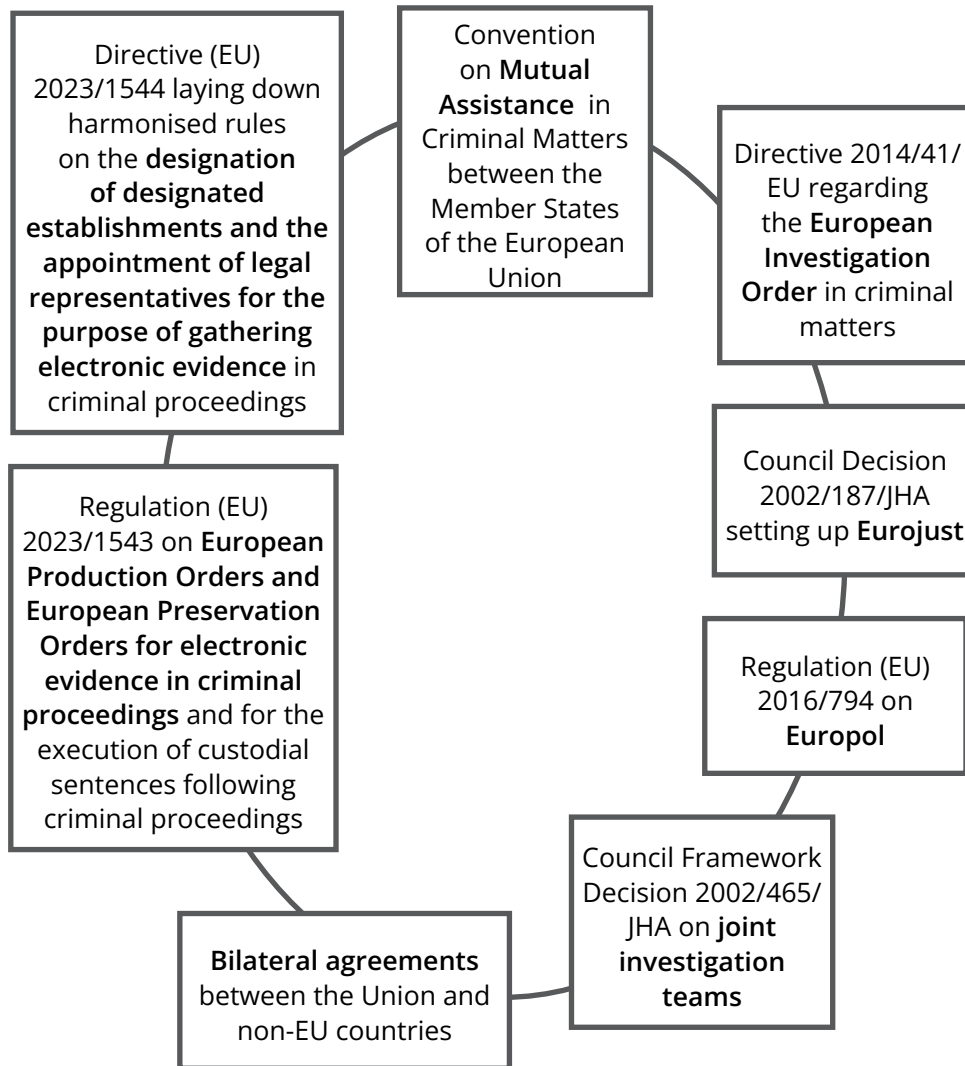 Directive (EU)
2023/1544 laying down
harmonised rules
on the designation
of designated
establishments and the
appointment of legal
representatives for the
purpose of gathering
electronic evidence in
criminal proceedings
Convention
on Mutual
Assistance in
Criminal Matters
between the
Member States
of the European
Union
Directive 2014/41/
EU regarding
the European
Investigation
Order in criminal
matters
Council Decision
2002/187/JHA
setting up Eurojust
Regulation (EU)
2016/794 on
Europol
Council Framework
Decision 2002/465/
JHA on joint
investigation
teams
Bilateral agreements
between the Union and
non-EU countries
Regulation (EU)
2023/1543 on European
Production Orders and
European Preservation
Orders for electronic
evidence in criminal
proceedings and for the
execution of custodial
sentences following
criminal proceedings